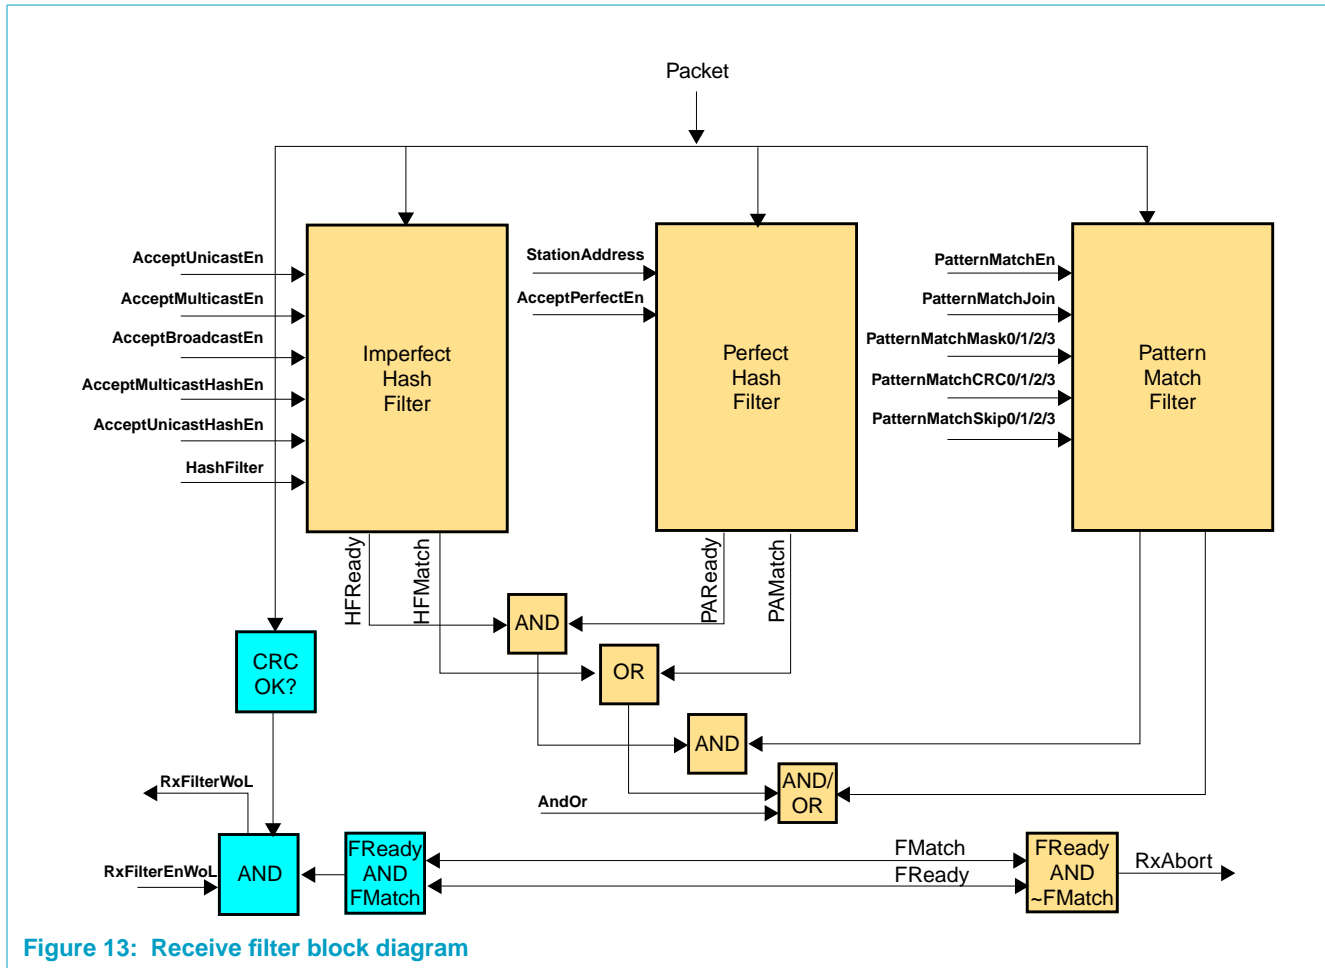 Packet
AcceptUnicastEn
AcceptMulticastEn
AcceptBroadcastEn
AcceptMulticastHashEn
AcceptUnicastHashEn
HashFilter
Imperfect
Hash
Filter
StationAddress
AcceptPerfectEn
Perfect
Hash
Filter
PatternMatchEn
PatternMatchJoin
PatternMatchMask0/1/2/3
PatternMatchCRC0/1/2/3
PatternMatchSkip0/1/2/3
Pattern
Match
Filter
HFReady
HFMatch
PAReady
PAMatch
AND
OR
CRC
OK?
AND
AND/
OR
AndOr
RxFilterWoL
RxFilterEnWoL
AND
FReady
AND
FMatch
FMatch
FReady
FReady
AND
~FMatch
RxAbort
Figure 13: Receive filter block diagram